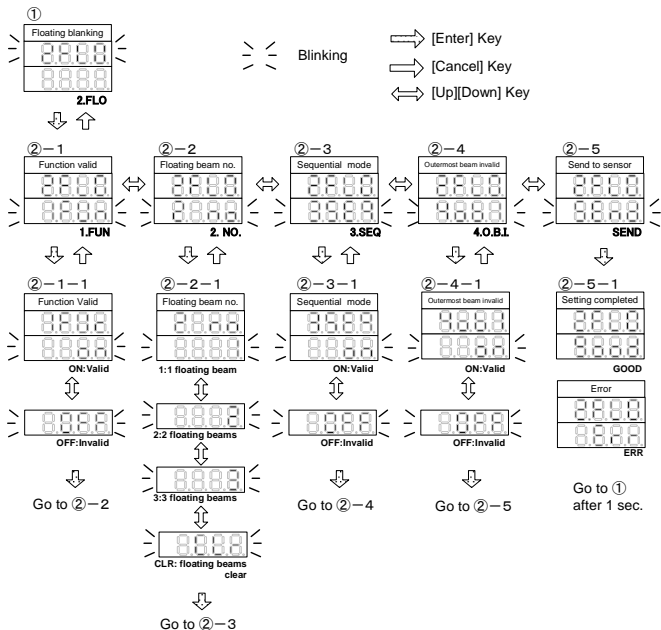 ①
Floating blanking
2.FLO
Blinking
[Enter] Key
[Cancel] Key
[Up][Down] Key
②－1
Function valid
1.FUN
②－2
Floating beam no.
2. NO.
②－3
Sequential mode
3.SEQ
②－4
Outermost beam invalid
4.O.B.I.
②－5
Send to sensor
SEND
②－1－1
Function Valid
ON:Valid
OFF:Invalid
Go to ②－2
②－2－1
Floating beam no.
1:1 floating beam
2:2 floating beams
3:3 floating beams
CLR: floating beams
clear
Go to ②－3
②－3－1
Sequential mode
ON:Valid
OFF:Invalid
Go to ②－4
②－4－1
Outermost beam invalid
ON:Valid
OFF:Invalid
Go to ②－5
②－5－1
Setting completed
GOOD
Error
ERR
Go to ①
after 1 sec.